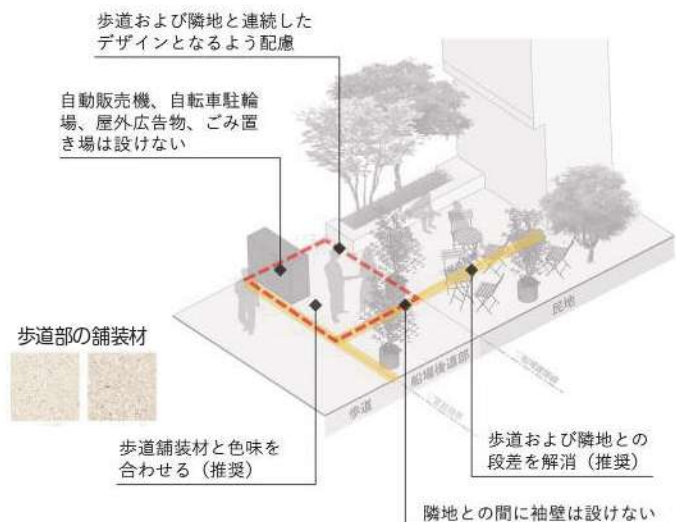 歩道および隣地と連続した
デザインとなるよう配慮
自動販売機、自転車駐輪
場、屋外広告物、ごみ置
き場は設けない
歩道部の舗装材
民地
船場後退部
歩道
歩道舗装材と色味を
合わせる（推奨）
歩道および隣地との
段差を解消（推奨）
隣地との間に袖壁は設けない